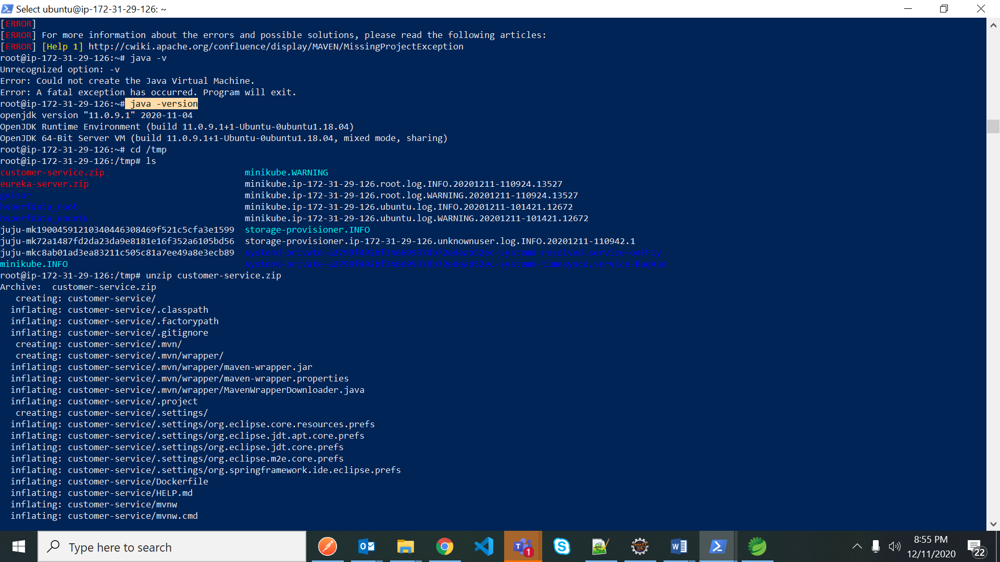 Select ubuntu@ip-172-31-29-126: ~
[ERROR]
[ERROR] For more information about the errors and possible solutions, please read the following articles:
[ERROR] [Help 1] http://cwiki.apache.org/confluence/display/MAVEN/MissingProjectException
root@ip-172-31-29-126:~# java -v
Unrecognized option: -v
Error: Could not create the Java Virtual Machine.
Error: A fatal exception has occurred. Program will exit.
root@ip-172-31-29-126:~# java -version
openjdk version "11.0.9.1" 2020-11-04
OpenJDK Runtime Environment (build 11.0.9.1+1-Ubuntu-0ubuntu1.18.04)
OpenJDK 64-Bit Server VM (build 11.0.9.1+1-Ubuntu-0ubuntu1.18.04, mixed mode, sharing)
root@ip-172-31-29-126:~# cd /tmp
root@ip-172-31-29-126:/tmp# ls
customer-service.zip minikube.WARNING
eureka-server.zip minikube.ip-172-31-29-126.root.log.INFO.20201211-110924.13527
gvisor minikube.ip-172-31-29-126.root.log.WARNING.20201211-110924.13527
hsperfdata_root minikube.ip-172-31-29-126.ubuntu.log.INFO.20201211-101421.12672
hsperfdata_ubuntu minikube.ip-172-31-29-126.ubuntu.log.WARNING.20201211-101421.12672
juju-mk19004591210340446308469f521c5cfa3e1599 storage-provisioner.INFO
juju-mk72a1487fd2da23da9e8181e16f352a6105bd56 storage-provisioner.ip-172-31-29-126.unknownuser.log.INFO.20201211-110942.1
juju-mkc8ab01ad3ea83211c505c81a7ee49a8e3ecb89
minikube.INFO
root@ip-172-31-29-126:/tmp# unzip customer-service.zip
Archive:  customer-service.zip
creating: customer-service/
inflating: customer-service/.classpath
inflating: customer-service/.factorypath
inflating: customer-service/.gitignore
creating: customer-service/.mvn/
creating: customer-service/.mvn/wrapper/
inflating: customer-service/.mvn/wrapper/maven-wrapper.jar
inflating: customer-service/.mvn/wrapper/maven-wrapper.properties
inflating: customer-service/.mvn/wrapper/MavenWrapperDownloader.java
inflating: customer-service/.project
creating: customer-service/.settings/
inflating: customer-service/.settings/org.eclipse.core.resources.prefs
inflating: customer-service/.settings/org.eclipse.jdt.apt.core.prefs
inflating: customer-service/.settings/org.eclipse.jdt.core.prefs
inflating: customer-service/.settings/org.eclipse.m2e.core.prefs
inflating: customer-service/.settings/org.springframework.ide.eclipse.prefs
inflating: customer-service/Dockerfile
inflating: customer-service/HELP.md
inflating: customer-service/mvnw
inflating: customer-service/mvnw.cmd
Type here to search
1
Java EE
IDE
8:55 PM
12/11/2020
22